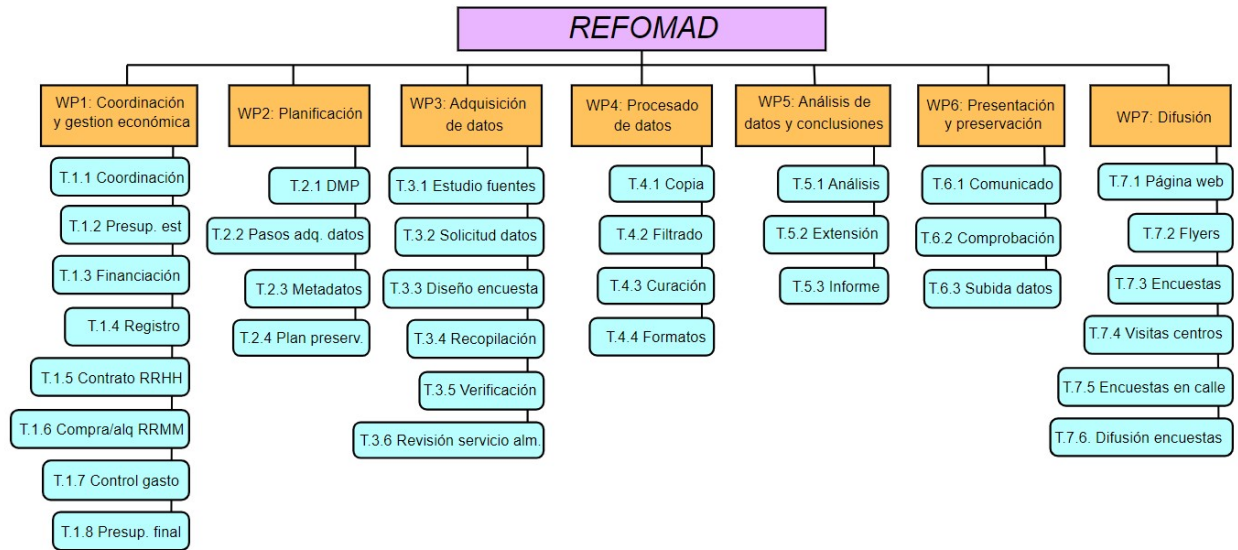 REFOMAD
WP1: Coordinación
y gestion económica
T.1.1 Coordinación
T.1.2 Presup. est
T.1.3 Financiación
T.1.4 Registro
T.1.5 Contrato RRHH
T.1.6 Compra/alq RRMM
T.1.7 Control gasto
T.1.8 Presup. final
WP2: Planificación
T.2.1 DMP
T.2.2 Pasos adq. datos
T.2.3 Metadatos
T.2.4 Plan preserv.
WP3: Adquisición
de datos
T.3.1 Estudio fuentes
T.3.2 Solicitud datos
T.3.3 Diseño encuesta
T.3.4 Recopilación
T.3.5 Verificación
T.3.6 Revisión servicio alm.
WP4: Procesado
de datos
T.4.1 Copia
T.4.2 Filtrado
T.4.3 Curación
T.4.4 Formatos
WP5: Análisis de
datos y conclusiones
T.5.1 Análisis
T.5.2 Extensión
T.5.3 Informe
WP6: Presentación
y preservación
T.6.1 Comunicado
T.6.2 Comprobación
T.6.3 Subida datos
WP7: Difusión
T.7.1 Página web
T.7.2 Flyers
T.7.3 Encuestas
T.7.4 Visitas centros
T.7.5 Encuestas en calle
T.7.6. Difusión encuestas